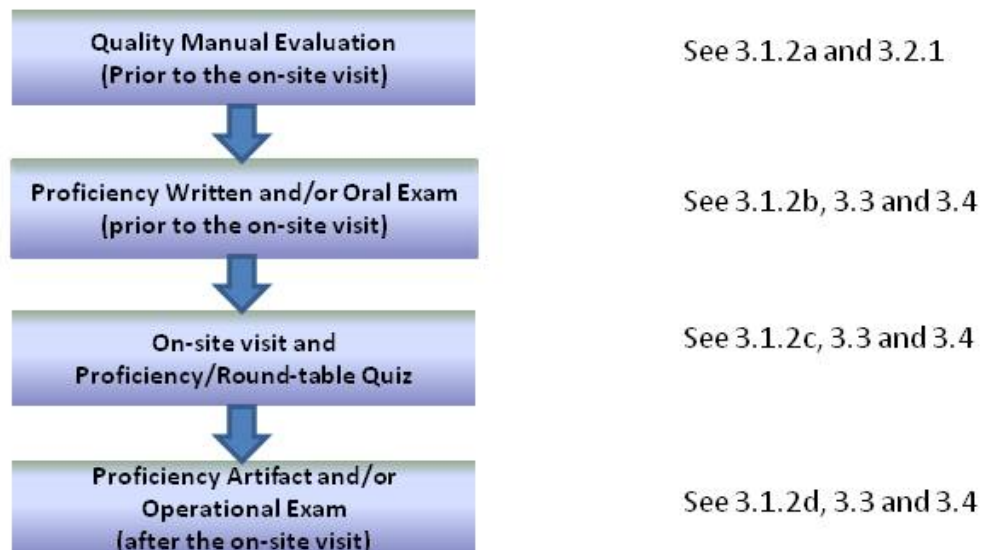 Quality Manual Evaluation
(Prior to the on-site visit)
See 3.1.2a and 3.2.1
Proficiency Written and/or Oral Exam
(prior to the on-site visit)
See 3.1.2b, 3.3 and 3.4
On-site visit and
Proficiency/Round-table Quiz
See 3.1.2c, 3.3 and 3.4
Proficiency Artifact and/or
Operational Exam
(after the on-site visit)
See 3.1.2d, 3.3 and 3.4